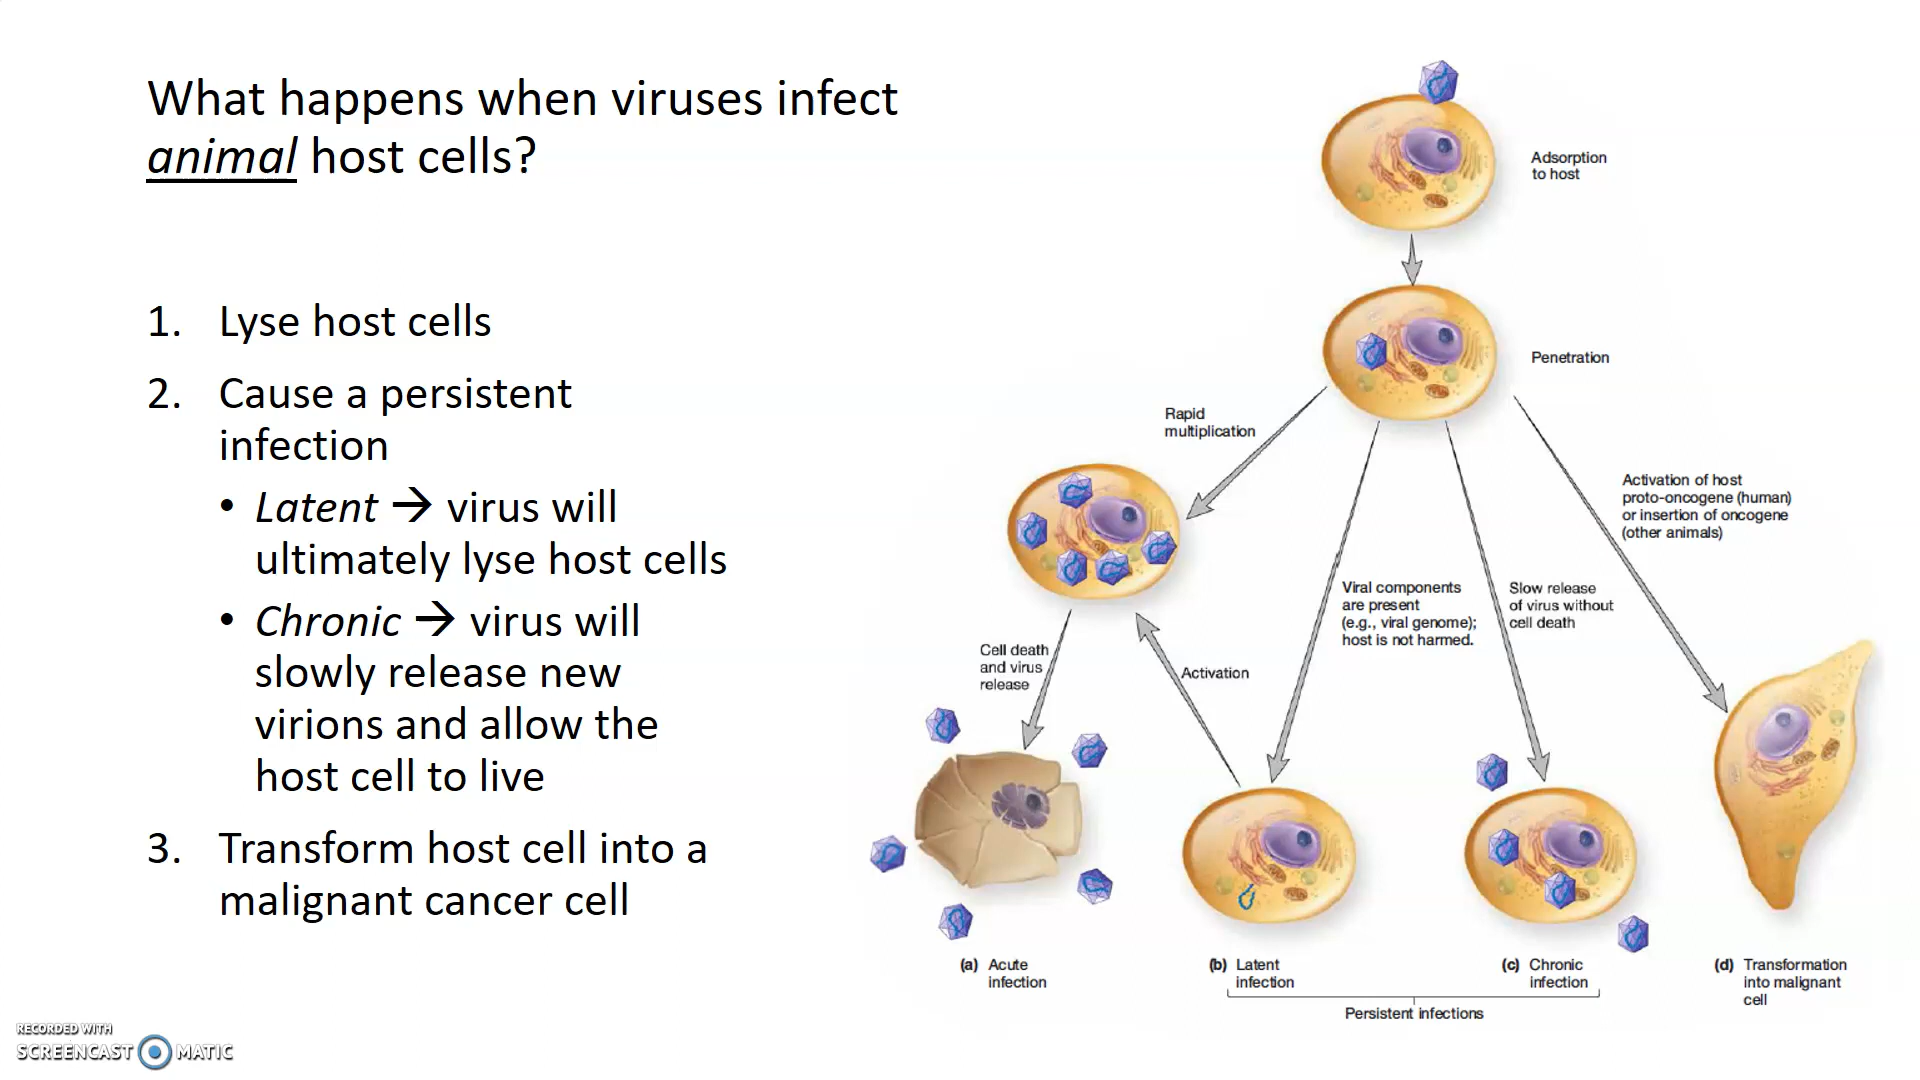 What happens when viruses infect
animal host cells?
1. Lyse host cells
2. Cause a persistent
infection
• Latent → virus will
ultimately lyse host cells
• Chronic → virus will
slowly release new
virions and allow the
host cell to live
3. Transform host cell into a
malignant cancer cell
Adsorption
to host
Penetration
Rapid
multiplication
Activation of host
proto-oncogene (human)
or insertion of oncogene
(other animals)
Viral components
are present
(e.g., viral genome);
host is not harmed.
Slow release
of virus without
cell death
Cell death
and virus
release
Activation
(a) Acute
infection
(b) Latent
infection
(c) Chronic
infection
(d) Transformation
into malignant
cell
Persistent infections
RECORDED WITH
SCREENCAST MATIC